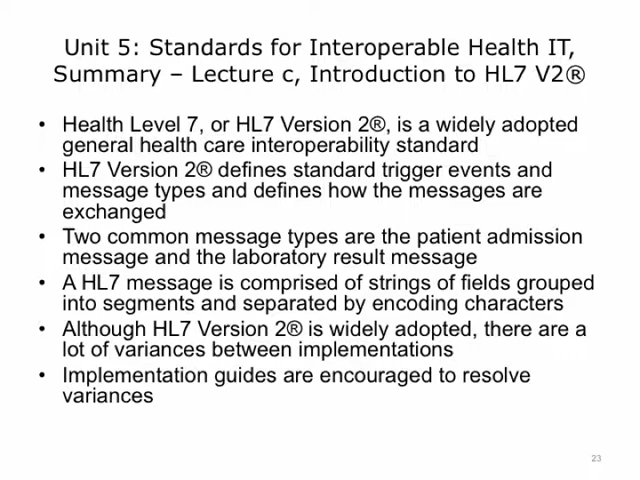 Unit 5: Standards for Interoperable Health IT,
Summary – Lecture c, Introduction to HL7 V2®
• Health Level 7, or HL7 Version 2®, is a widely adopted
general health care interoperability standard
• HL7 Version 2® defines standard trigger events and
message types and defines how the messages are
exchanged
• Two common message types are the patient admission
message and the laboratory result message
• A HL7 message is comprised of strings of fields grouped
into segments and separated by encoding characters
• Although HL7 Version 2® is widely adopted, there are a
lot of variances between implementations
• Implementation guides are encouraged to resolve
variances
23